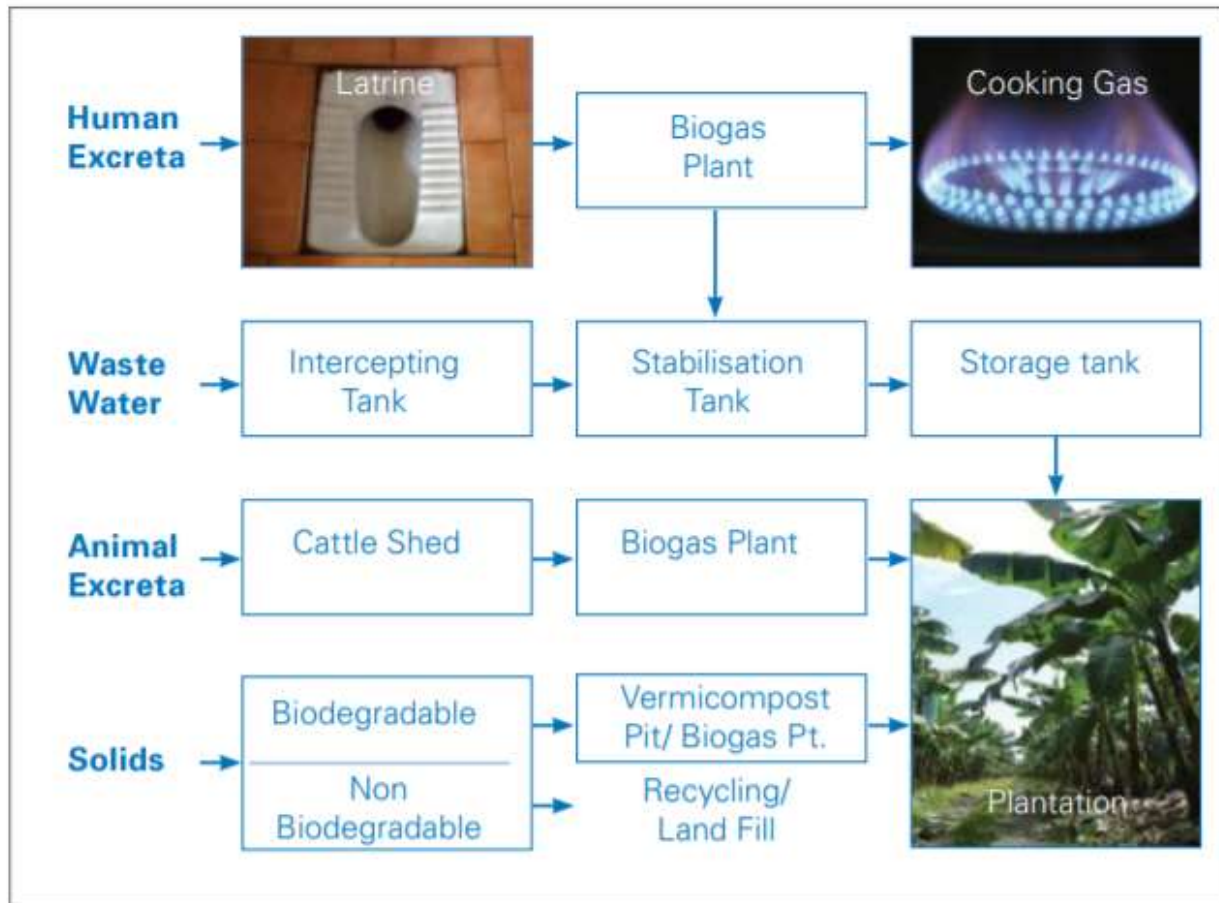 Human
Excreta
Latrine
Biogas
Plant
Cooking Gas
Waste
Water
Intercepting
Tank
Stabilisation
Tank
Storage tank
Animal
Excreta
Cattle Shed
Biogas Plant
Solids
Biodegradable
Non
Biodegradable
Vermicompost
Pit/ Biogas Pt.
Recycling/
Land Fill
Plantation